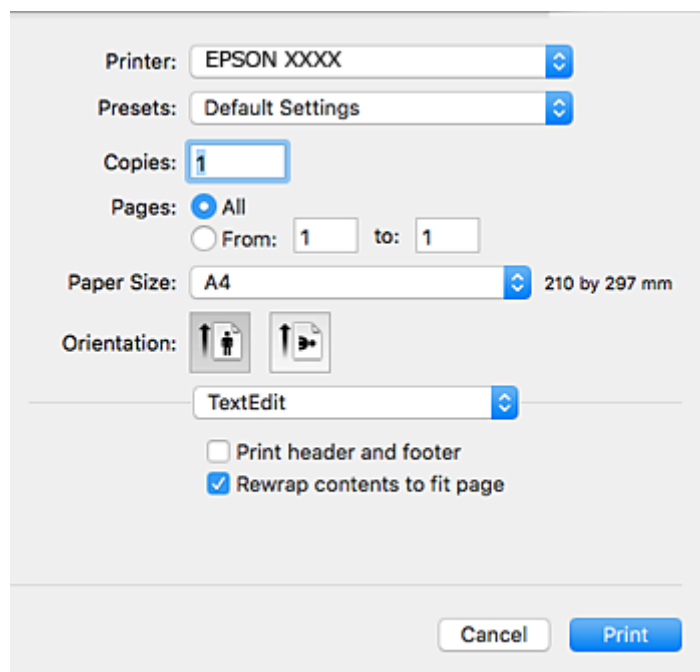 Printer: EPSON XXXX
Presets: Default Settings
Copies: 1
Pages: All
From: 1 to: 1
Paper Size: A4 210 by 297 mm
Orientation:
TextEdit
Print header and footer
Rewrap contents to fit page
Cancel Print